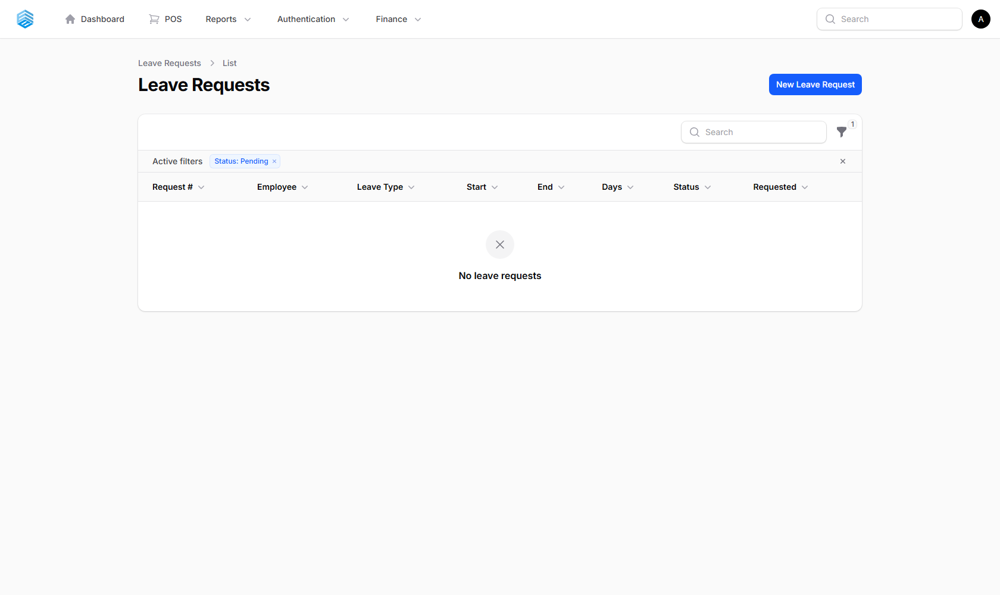 Dashboard
POS
Reports
Authentication
Finance
Search
A
Leave Requests
List
Leave Requests
New Leave Request
Search
1
Active filters
Status: Pending
Request #
Employee
Leave Type
Start
End
Days
Status
Requested
No leave requests